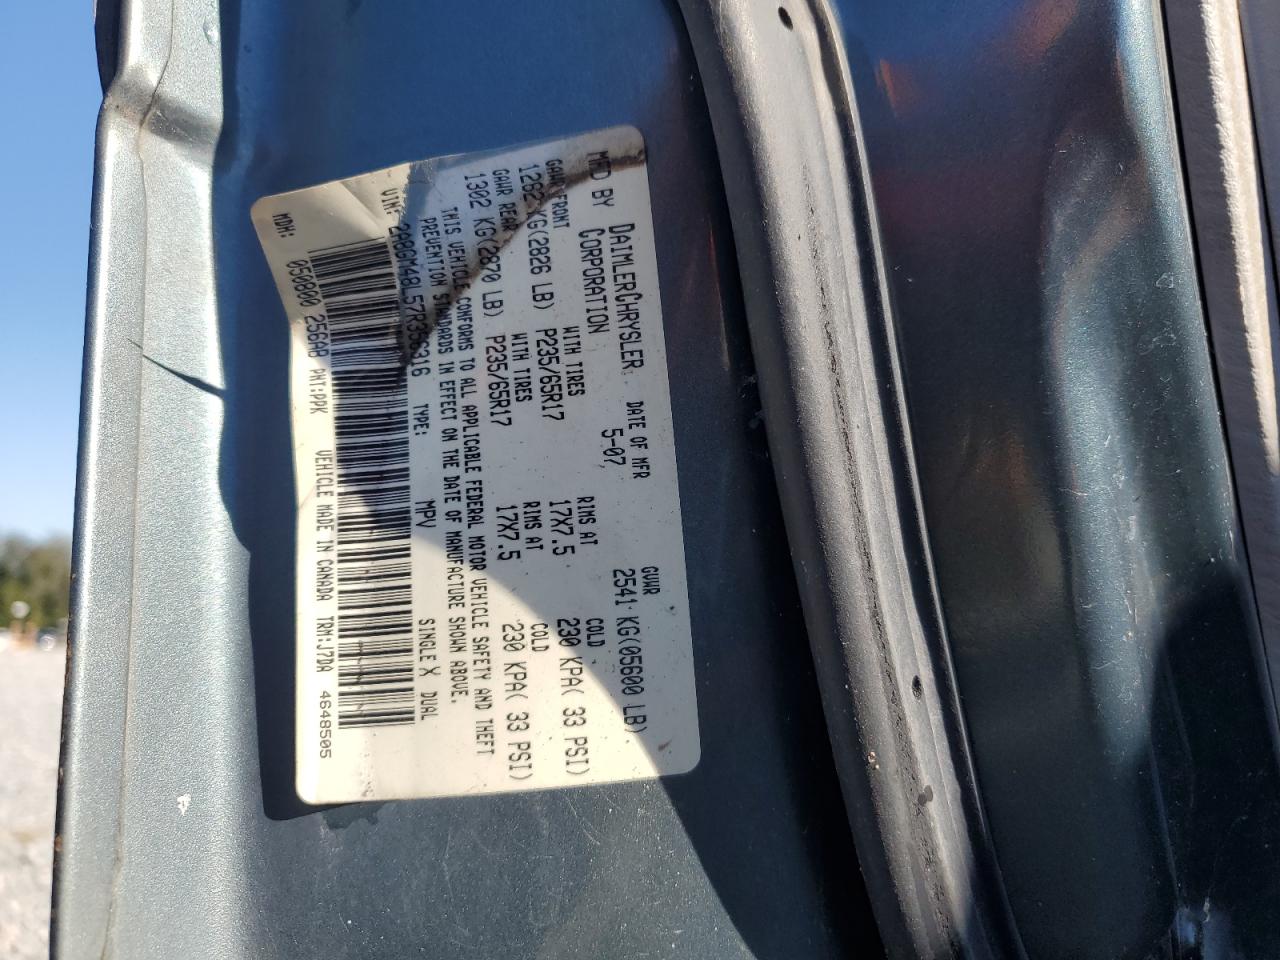 MFD BY DAIMLERCHRYSLER CORPORATION
DATE OF MFR 5-07
GVWR 2541 KG(05600 LB)
GAWR FRONT WITH TIRES RIMS AT COLD
1282 KG(2826 LB) P235/65R17 17X7.5 230 KPA( 33 PSI)
GAWR REAR WITH TIRES RIMS AT COLD
1302 KG(2870 LB) P235/65R17 17X7.5 230 KPA( 33 PSI)
THIS VEHICLE CONFORMS TO ALL APPLICABLE FEDERAL MOTOR VEHICLE SAFETY AND THEFT
PREVENTION STANDARDS IN EFFECT ON THE DATE OF MANUFACTURE SHOWN ABOVE.
VIN: 2A8GM48L57R356316 TYPE: MPV SINGLE X DUAL
MDH: 050800 256AB PNT:PPK VEHICLE MADE IN CANADA TRM:J7DA 4648505